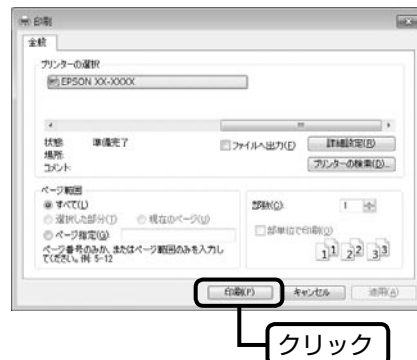 印刷
全般
プリンターの選択
EPSON XX-XXXX
状態: 準備完了
場所:
コメント:
ファイルへ出力(F)
詳細設定(R)
プリンターの検索(D)...
ページ範囲
すべて(L)
選択した部分(T) 現在のページ(U)
ページ指定(G):
ページ番号のみか、またはページ範囲のみを入力し
てください。例 5-12
部数(C): 1
部単位で印刷(O)
11 22 33
印刷(P) キャンセル 適用(A)
クリック